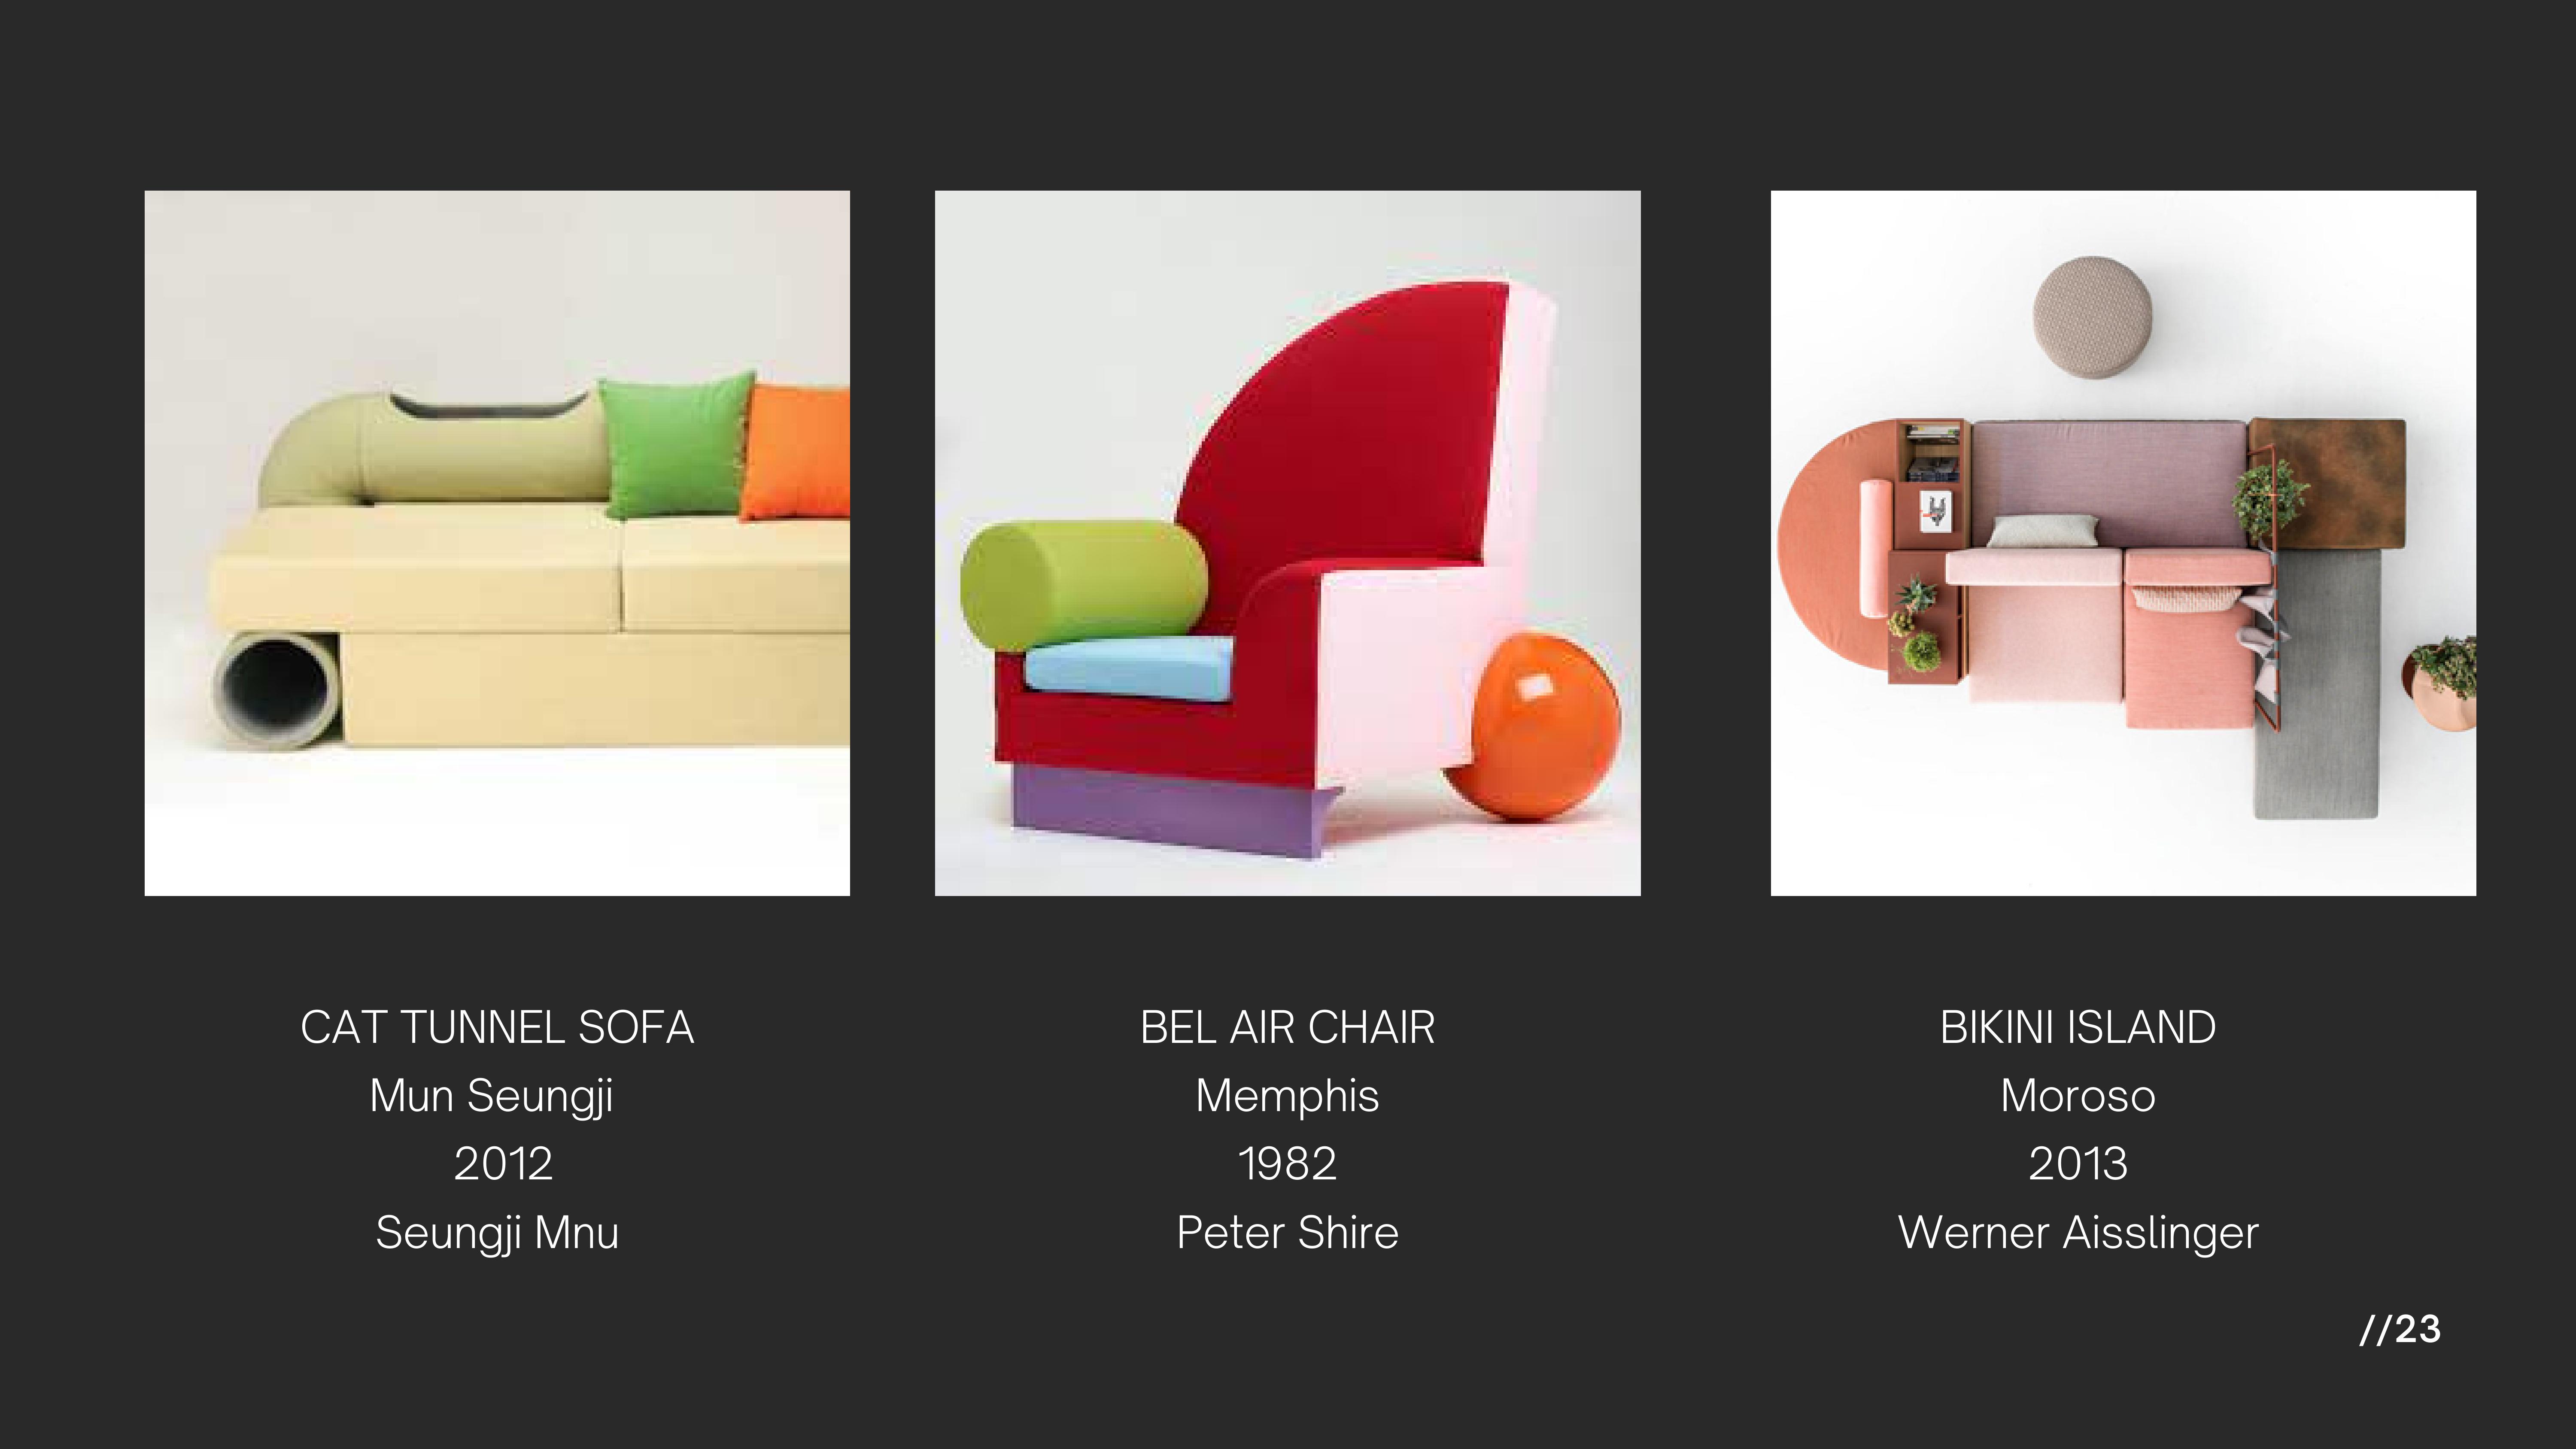 CAT TUNNEL SOFA
Mun Seungji
2012
Seungji Mnu
BEL AIR CHAIR
Memphis
1982
Peter Shire
BIKINI ISLAND
Moroso
2013
Werner Aisslinger
//23